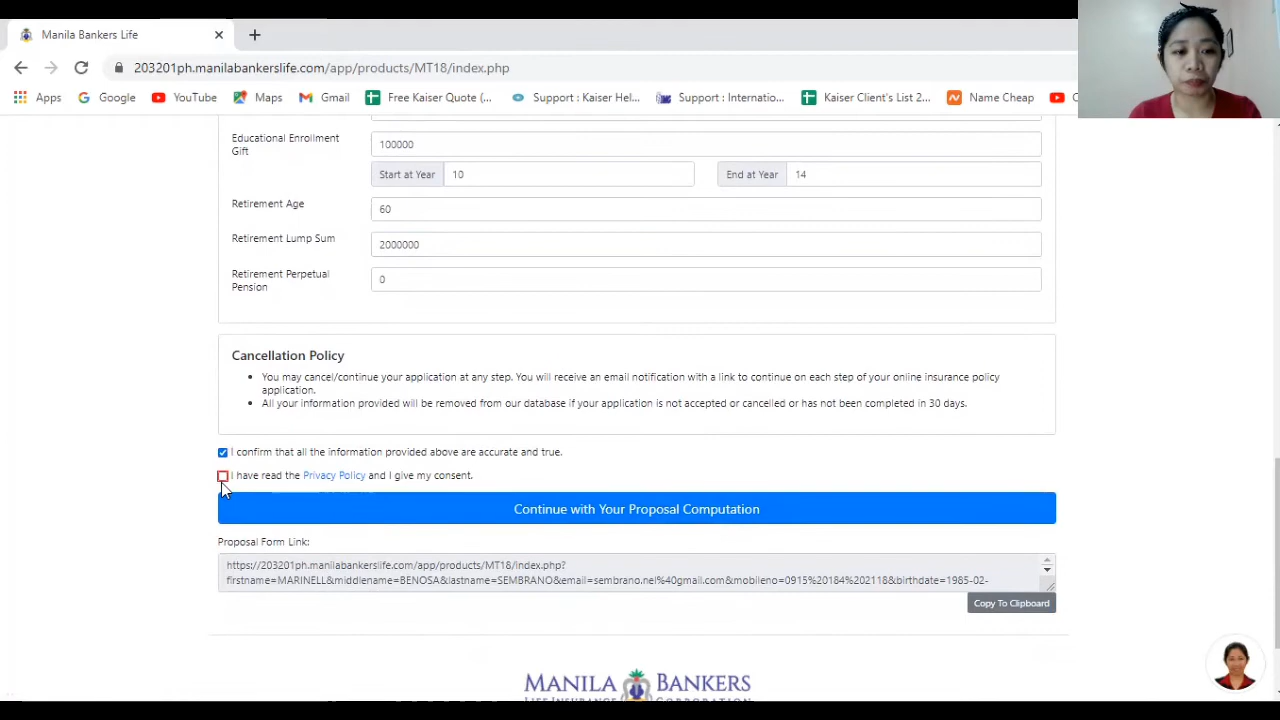 Manila Bankers Life
203201ph.manilabankerslife.com/app/products/MT18/index.php
Apps Google YouTube Maps Gmail Free Kaiser Quote (... Support : Kaiser Hel... Support : Internatio... Kaiser Client's List 2... Name Cheap
Educational Enrollment
Gift
100000
Start at Year 10 End at Year 14
Retirement Age 60
Retirement Lump Sum 2000000
Retirement Perpetual
Pension
0
Cancellation Policy
You may cancel/continue your application at any step. You will receive an email notification with a link to continue on each step of your online insurance policy
application.
All your information provided will be removed from our database if your application is not accepted or cancelled or has not been completed in 30 days.
I confirm that all the information provided above are accurate and true.
I have read the Privacy Policy and I give my consent.
Continue with Your Proposal Computation
Proposal Form Link:
https://203201ph.manilabankerslife.com/app/products/MT18/index.php?
firstname=MARINELL&middlename=BENOSA&lastname=SEMBRANO&email=sembrano.nel%40gmail.com&mobileno=0915%20184%202118&birthdate=1985-02-
Copy To Clipboard
MANILA BANKERS
LIFE INSURANCE CORPORATION